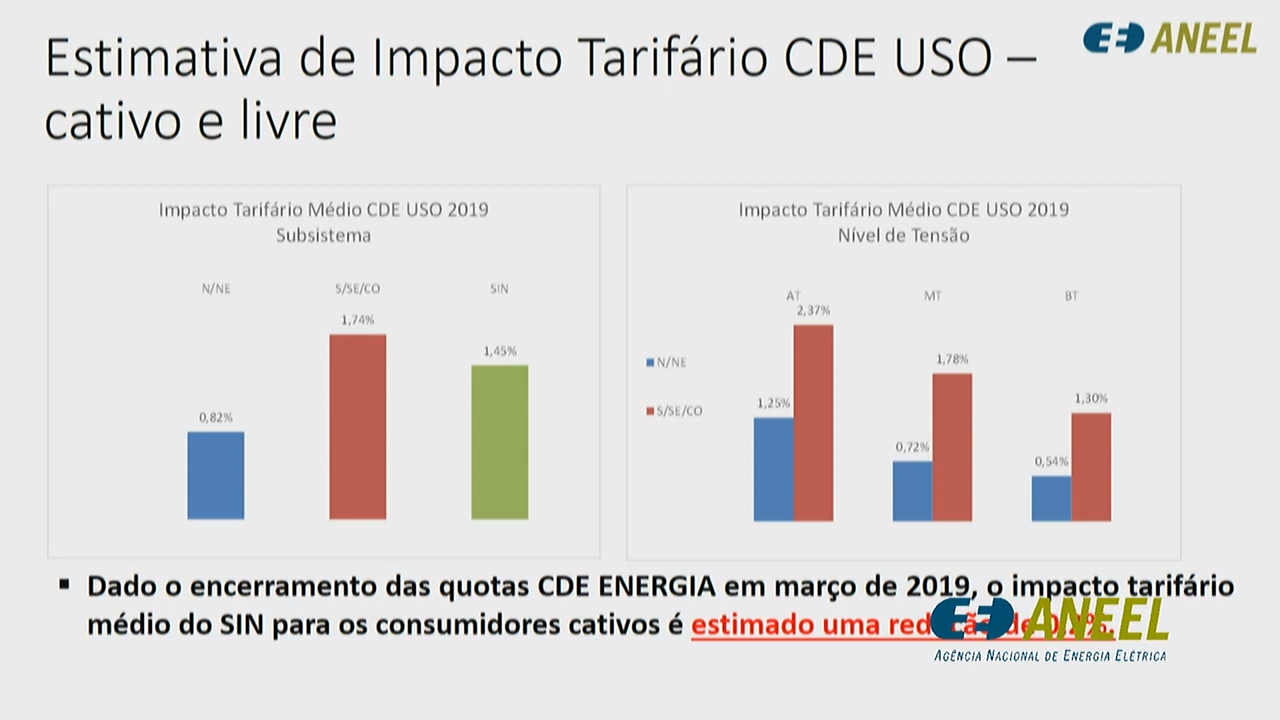 Estimativa de Impacto Tarifário CDE USO –
cativo e livre
ANEEL
Impacto Tarifário Médio CDE USO 2019
Subsistema
N/NE
S/SE/CO
SIN
0,82%
1,74%
1,45%
Impacto Tarifário Médio CDE USO 2019
Nível de Tensão
AT
MT
BT
N/NE
S/SE/CO
1,25%
2,37%
0,72%
1,78%
0,54%
1,30%
▪ Dado o encerramento das quotas CDE ENERGIA em março de 2019, o impacto tarifário
médio do SIN para os consumidores cativos é estimado uma de
ANEEL
AGÊNCIA NACIONAL DE ENERGIA ELÉTRICA